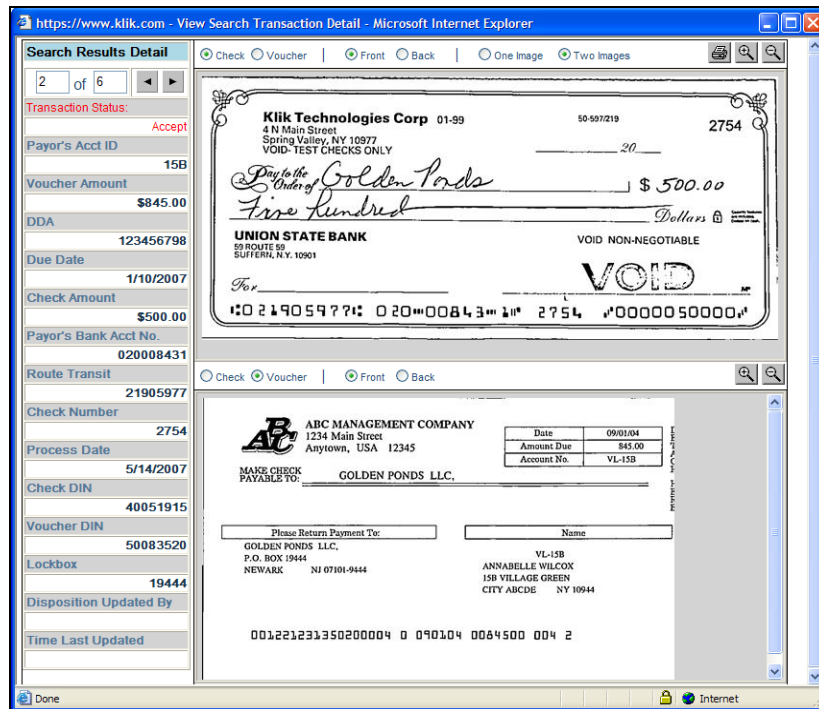 https://www.klik.com - View Search Transaction Detail - Microsoft Internet Explorer
Search Results Detail
2 of 6
Transaction Status:
Accept
Payor's Acct ID
15B
Voucher Amount
$845.00
DDA
123456798
Due Date
1/10/2007
Check Amount
$500.00
Payor's Bank Acct No.
020008431
Route Transit
21905977
Check Number
2754
Process Date
5/14/2007
Check DIN
40051915
Voucher DIN
50083520
Lockbox
19444
Disposition Updated By
Time Last Updated
Check Voucher | Front Back | One Image Two Images
Klik Technologies Corp 01-99 50-597/219 2754
4 N Main Street
Spring Valley, NY 10977
VOID- TEST CHECKS ONLY
20
Pay to the
Order of Golden Ponds $ 500.00
Five Hundred Dollars
UNION STATE BANK VOID NON-NEGOTIABLE
59 ROUTE 59
SUFFERN, N.Y. 10901
VOID
For
⑆021905977⑆ 020⑈00843⑈1⑈ 2754 ⑇0000050000⑇
Check Voucher | Front Back
ABC
ABC MANAGEMENT COMPANY
1234 Main Street
Anytown, USA 12345
Date 09/01/04
Amount Due 845.00
Account No. VL-15B
MAKE CHECK
PAYABLE TO: GOLDEN PONDS LLC,
Please Return Payment To:
GOLDEN PONDS LLC,
P.O. BOX 19444
NEWARK NJ 07101-9444
Name
VL-15B
ANNABELLE WILCOX
15B VILLAGE GREEN
CITY ABCDE NY 10944
001221231350200004 0 090104 0084500 004 2
Done Internet